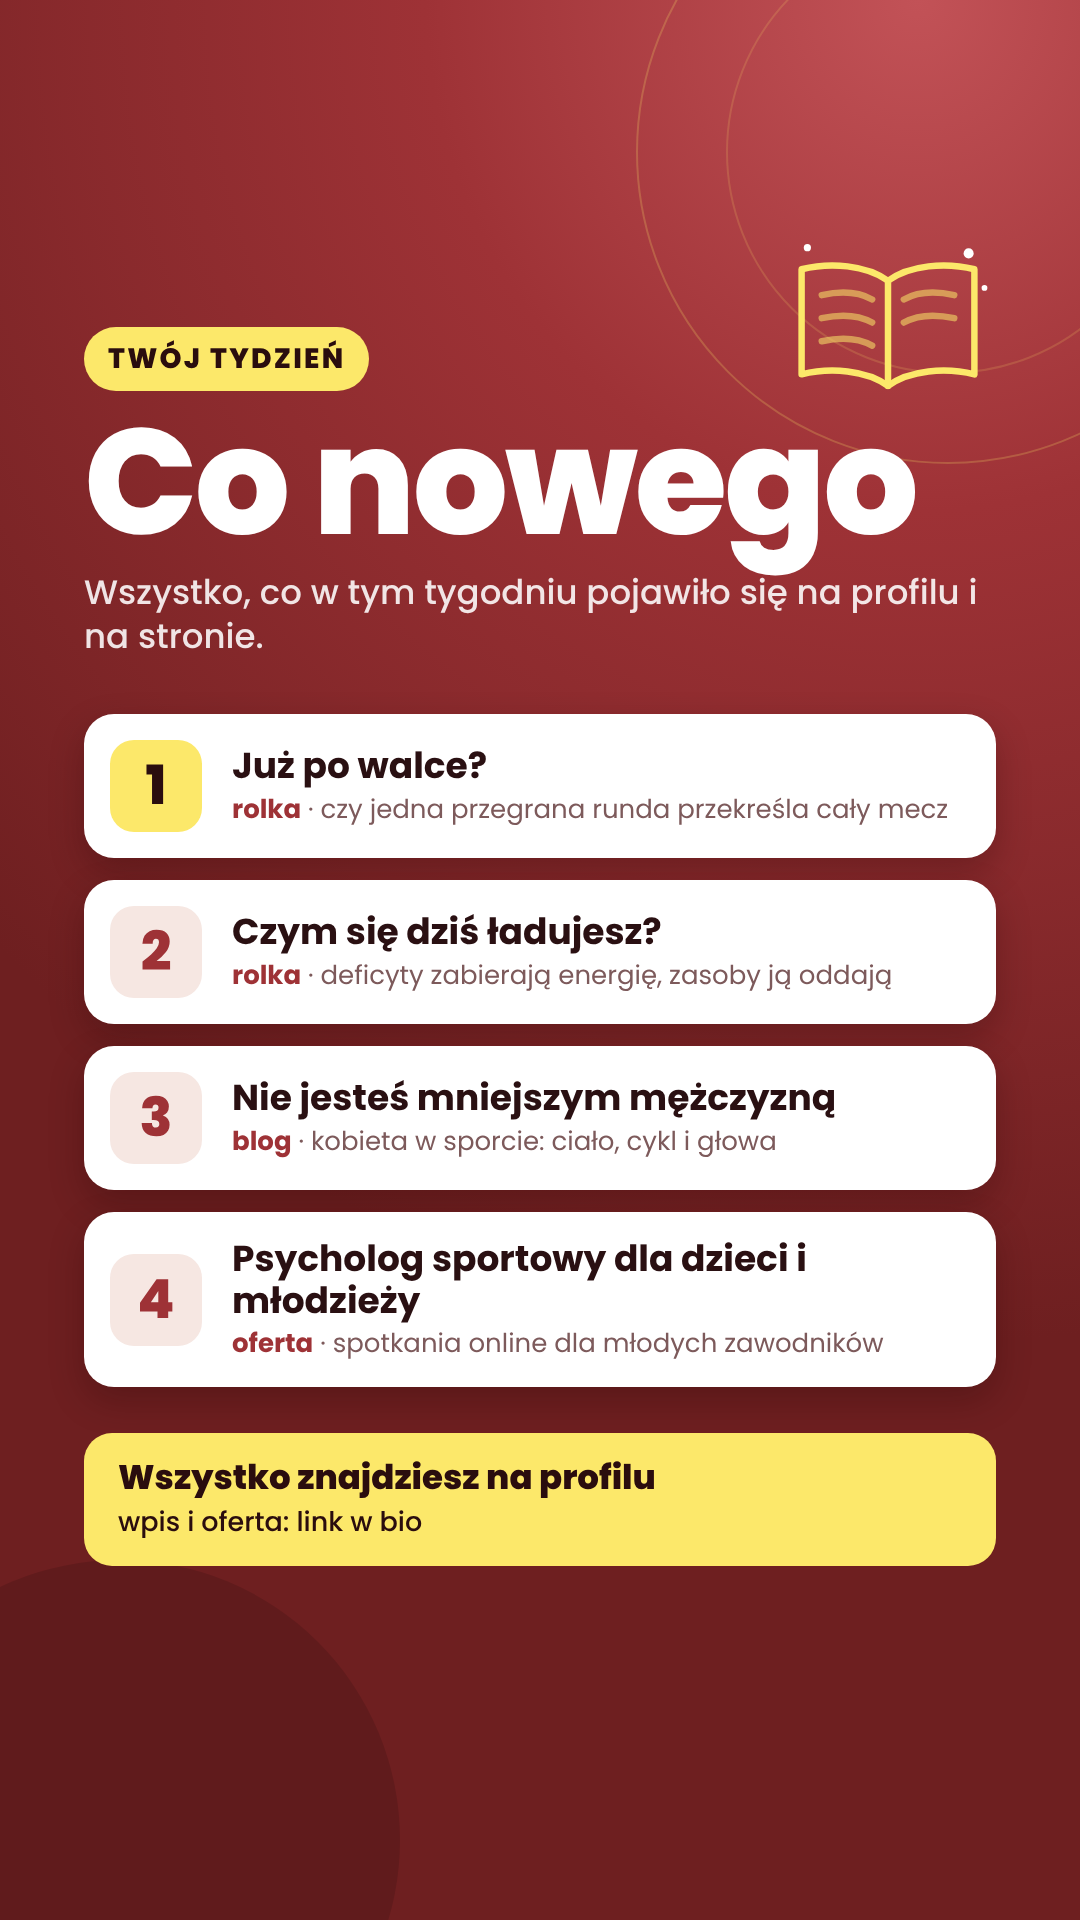 TWÓJ TYDZIEŃ
Co nowego
Wszystko, co w tym tygodniu pojawiło się na profilu i
na stronie.
1
Już po walce?
rolka · czy jedna przegrana runda przekreśla cały mecz
2
Czym się dziś ładujesz?
rolka · deficyty zabierają energię, zasoby ją oddają
3
Nie jesteś mniejszym mężczyzną
blog · kobieta w sporcie: ciało, cykl i głowa
4
Psycholog sportowy dla dzieci i
młodzieży
oferta · spotkania online dla młodych zawodników
Wszystko znajdziesz na profilu
wpis i oferta: link w bio